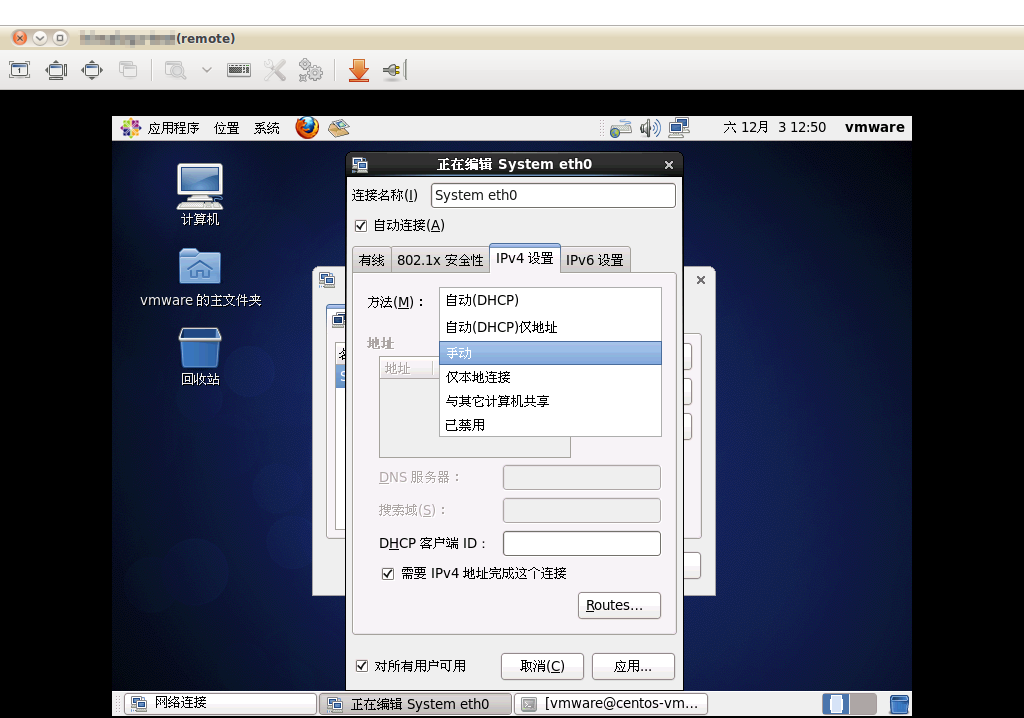 (remote)
应用程序 位置 系统 六 12月 3 12:50 vmware
计算机
vmware 的主文件夹
回收站
正在编辑 System eth0
连接名称(I) System eth0
自动连接(A)
有线 802.1x 安全性 IPv4 设置 IPv6 设置
方法(M)：
自动(DHCP)
自动(DHCP)仅地址
手动
仅本地连接
与其它计算机共享
已禁用
地址
地址
DNS 服务器：
搜索域(S)：
DHCP 客户端 ID：
需要 IPv4 地址完成这个连接
Routes...
对所有用户可用 取消(C) 应用...
网络连接 正在编辑 System eth0 [vmware@centos-vm...